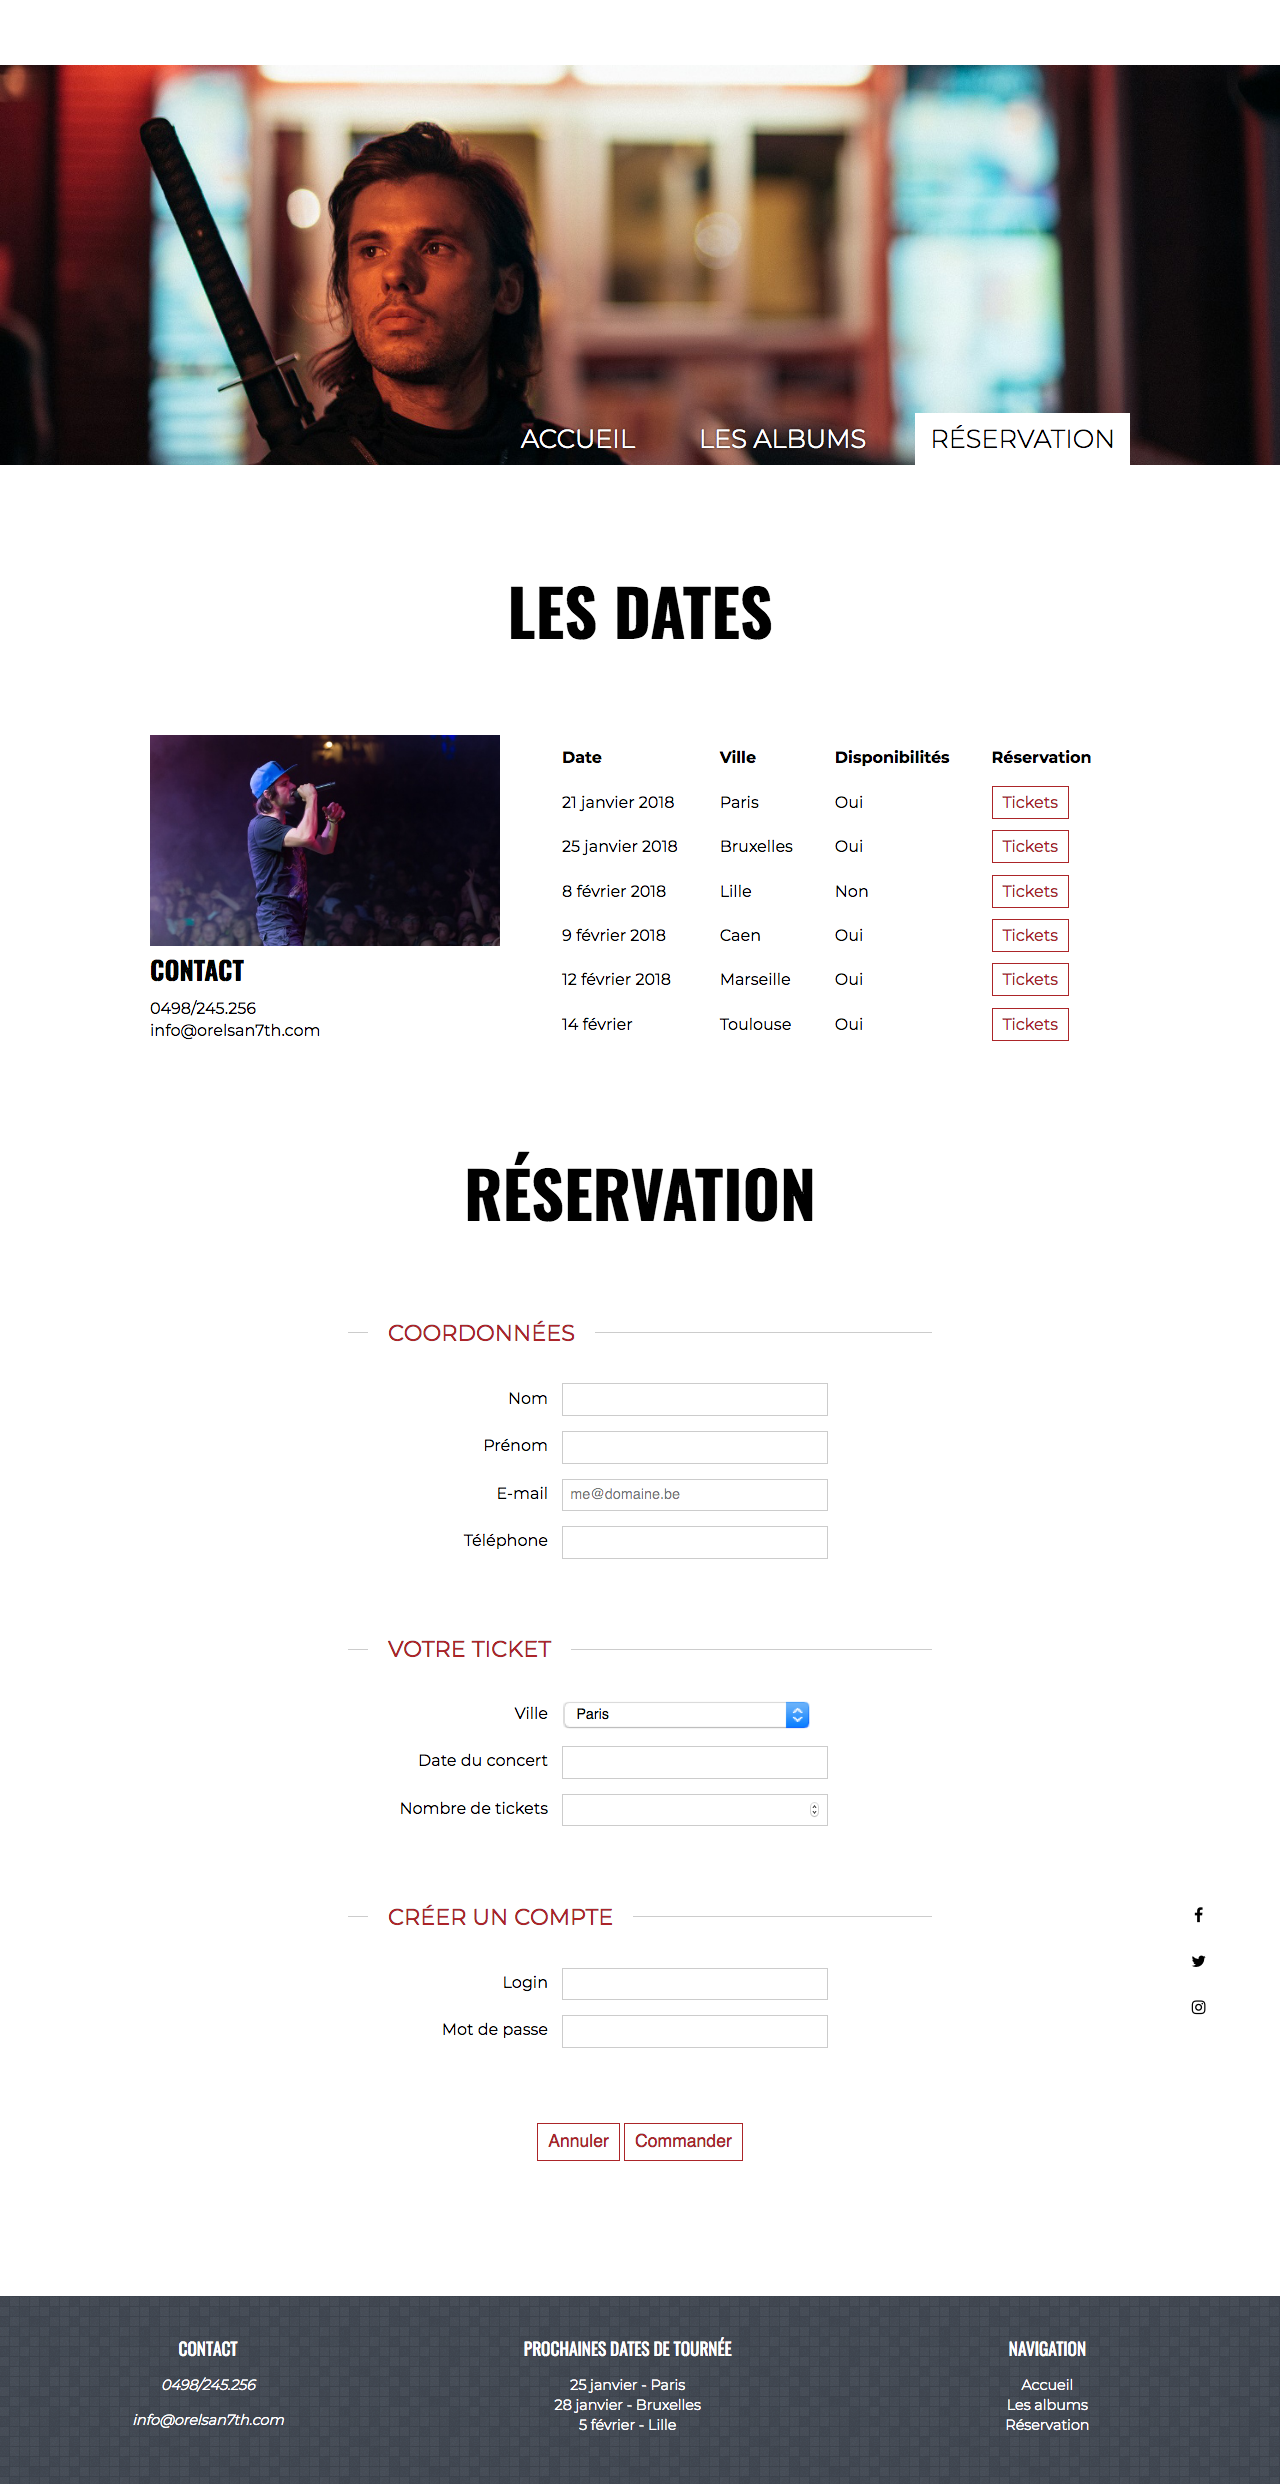 ACCUEIL LES ALBUMS RÉSERVATION
LES DATES
CONTACT
0498/245.256
info@orelsan7th.com
Date Ville Disponibilités Réservation
21 janvier 2018 Paris Oui Tickets
25 janvier 2018 Bruxelles Oui Tickets
8 février 2018 Lille Non Tickets
9 février 2018 Caen Oui Tickets
12 février 2018 Marseille Oui Tickets
14 février Toulouse Oui Tickets
RÉSERVATION
COORDONNÉES
Nom
Prénom
E-mail me@domaine.be
Téléphone
VOTRE TICKET
Ville Paris
Date du concert
Nombre de tickets
CRÉER UN COMPTE
Login
Mot de passe
Annuler Commander
CONTACT
0498/245.256
info@orelsan7th.com
PROCHAINES DATES DE TOURNÉE
25 janvier - Paris
28 janvier - Bruxelles
5 février - Lille
NAVIGATION
Accueil
Les albums
Réservation